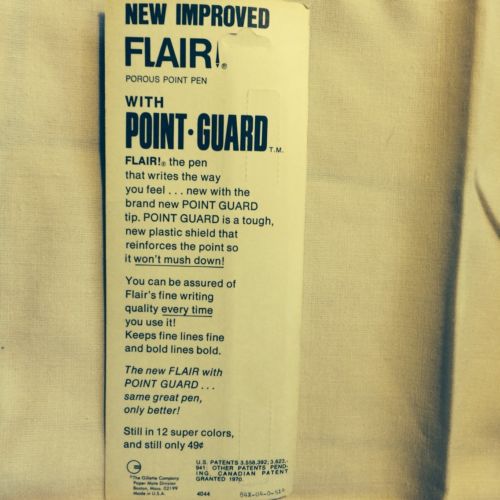 NEW IMPROVED
FLAIR!®
POROUS POINT PEN
WITH
POINT·GUARD T.M.
FLAIR!® the pen
that writes the way
you feel . . . new with the
brand new POINT GUARD
tip. POINT GUARD is a tough,
new plastic shield that
reinforces the point so
it won't mush down!
You can be assured of
Flair's fine writing
quality every time
you use it!
Keeps fine lines fine
and bold lines bold.
The new FLAIR with
POINT GUARD . . .
same great pen,
only better!
Still in 12 super colors,
and still only 49¢
©The Gillette Company
Paper Mate Division
Boston, Mass. 02199
Made in U.S.A.
U.S. PATENTS 3,558,392; 3,623,-
941. OTHER PATENTS PEND-
ING. CANADIAN PATENT
GRANTED 1970.
4044